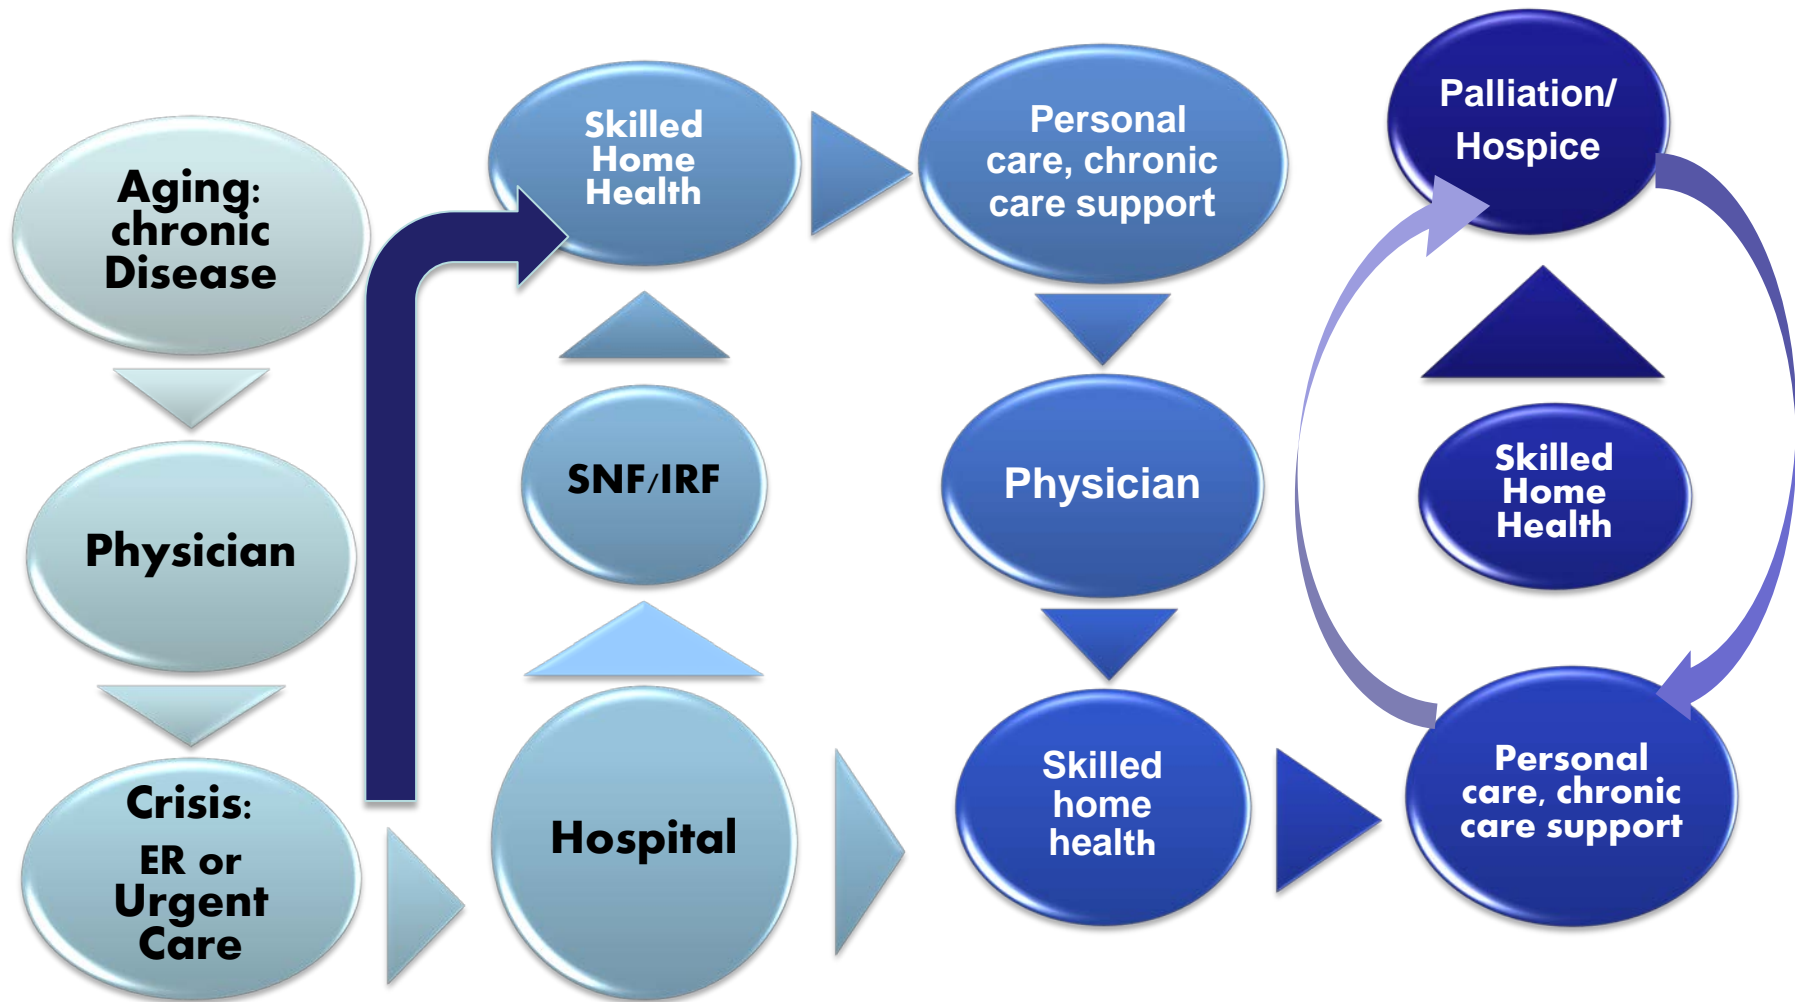 Aging:
chronic
Disease
Physician
Crisis:
ER or
Urgent
Care
Skilled
Home
Health
SNF/IRF
Hospital
Personal
care, chronic
care support
Physician
Skilled
home
health
Palliation/
Hospice
Skilled
Home
Health
Personal
care, chronic
care support